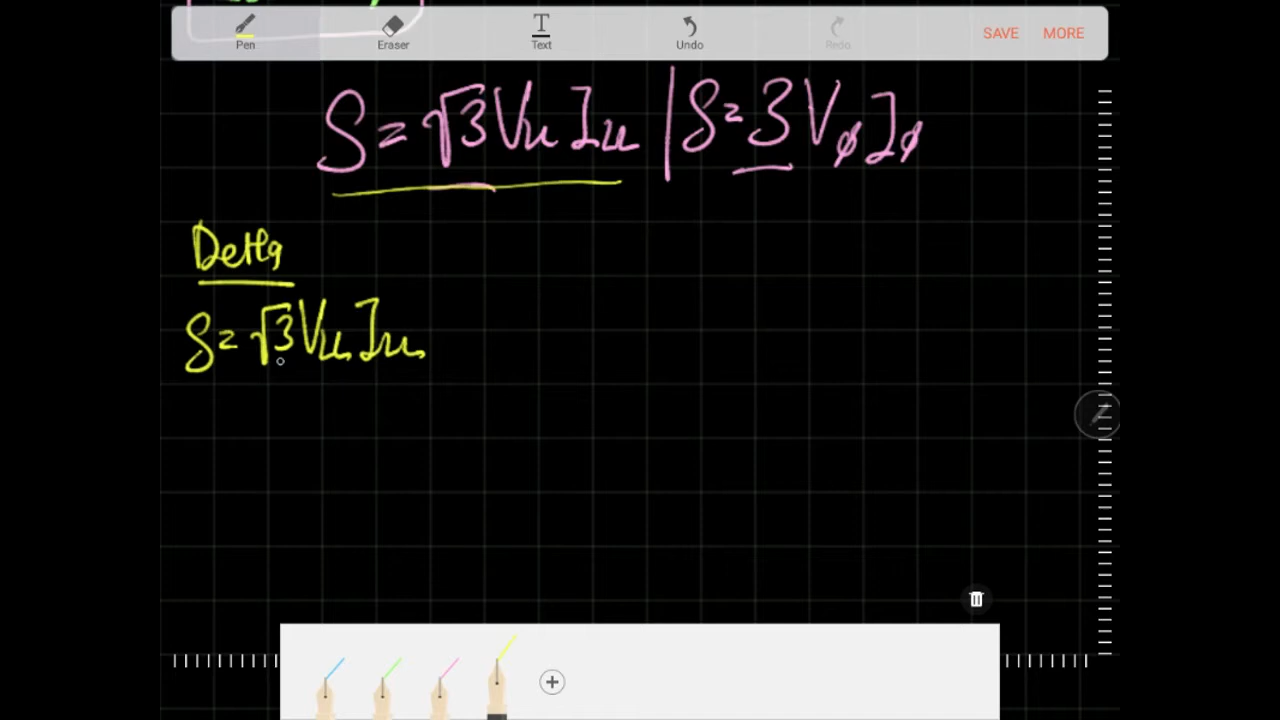 Pen Eraser Text Undo Redo SAVE MORE
S = √3 VLL ILL | S = 3 Vφ Iφ
Delta
S = √3 VLL ILL